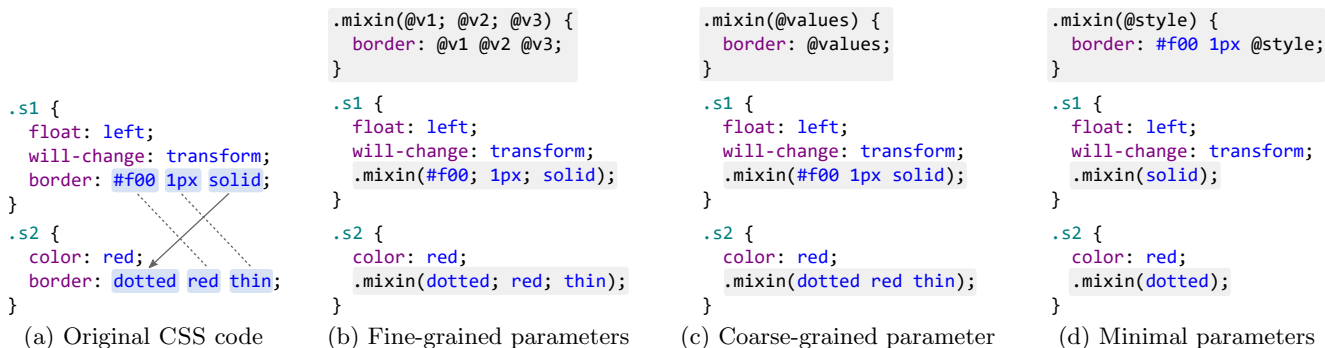 .s1 {
float: left;
will-change: transform;
border: #f00 1px solid;
}
.s2 {
color: red;
border: dotted red thin;
}
(a) Original CSS code
.mixin(@v1; @v2; @v3) {
border: @v1 @v2 @v3;
}
.s1 {
float: left;
will-change: transform;
.mixin(#f00; 1px; solid);
}
.s2 {
color: red;
.mixin(dotted; red; thin);
}
(b) Fine-grained parameters
.mixin(@values) {
border: @values;
}
.s1 {
float: left;
will-change: transform;
.mixin(#f00 1px solid);
}
.s2 {
color: red;
.mixin(dotted red thin);
}
(c) Coarse-grained parameter
.mixin(@style) {
border: #f00 1px @style;
}
.s1 {
float: left;
will-change: transform;
.mixin(solid);
}
.s2 {
color: red;
.mixin(dotted);
}
(d) Minimal parameters